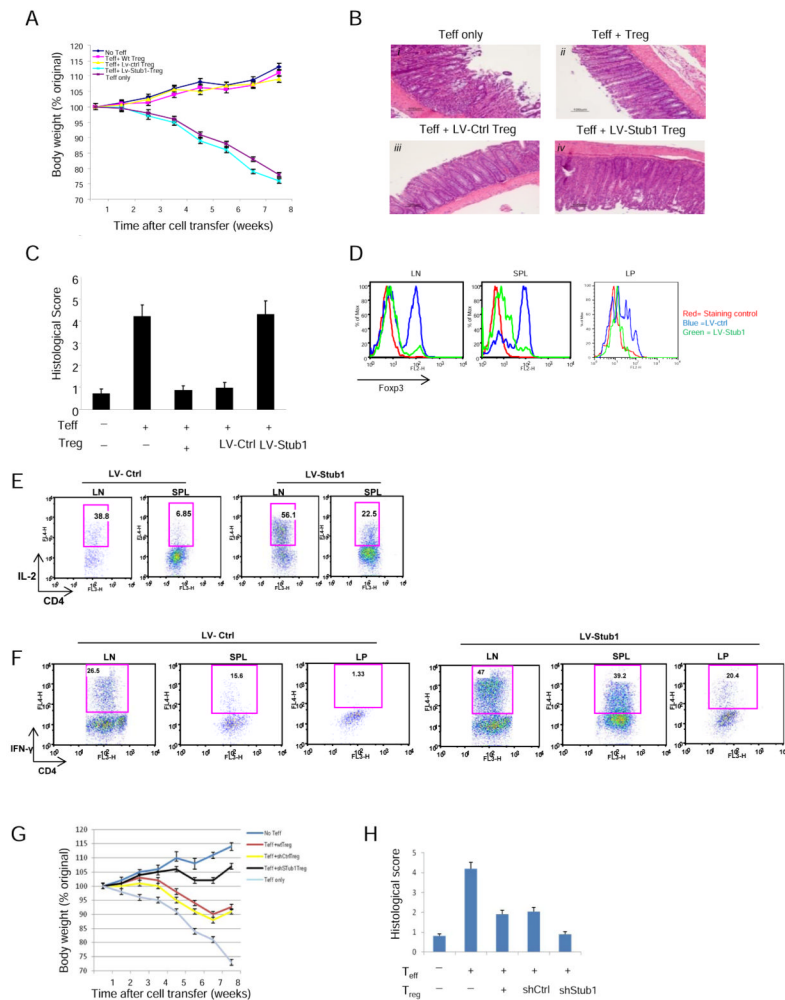 A
No Teff
Teff+ Wt Treg
Teff+ Lv-ctrl Treg
Teff+ Lv-Stub1-Treg
Teff only
Body weight (% original)
120
115
110
105
100
95
90
85
80
75
70
1 2 3 4 5 6 7 8
Time after cell transfer (weeks)
B
Teff only
Teff + Treg
i
ii
Teff + LV-Ctrl Treg
Teff + LV-Stub1 Treg
iii
iv
C
Histological Score
6
5
4
3
2
1
0
Teff – + + + +
Treg – – + LV-Ctrl LV-Stub1
D
LN SPL LP
% of Max
FL2-H
Foxp3
Red= Staining control
Blue =LV-ctrl
Green = LV-Stub1
E
LV- Ctrl LV-Stub1
LN SPL LN SPL
38.8 6.85 56.1 22.5
FL4-H
FL3-H
IL-2
CD4
F
LV- Ctrl LV-Stub1
LN SPL LP LN SPL LP
26.5 15.6 1.33 47 39.2 20.4
FL4-H
FL3-H
IFN-γ
CD4
G
No Teff
Teff+wtTreg
Teff+shCtrlTreg
Teff+shSTub1Treg
Teff only
Body weight (% original)
120
115
110
105
100
95
90
85
80
75
70
1 2 3 4 5 6 7 8
Time after cell transfer (weeks)
H
Histological score
5
4
3
2
1
0
Teff – + + + +
Treg – – + shCtrl shStub1